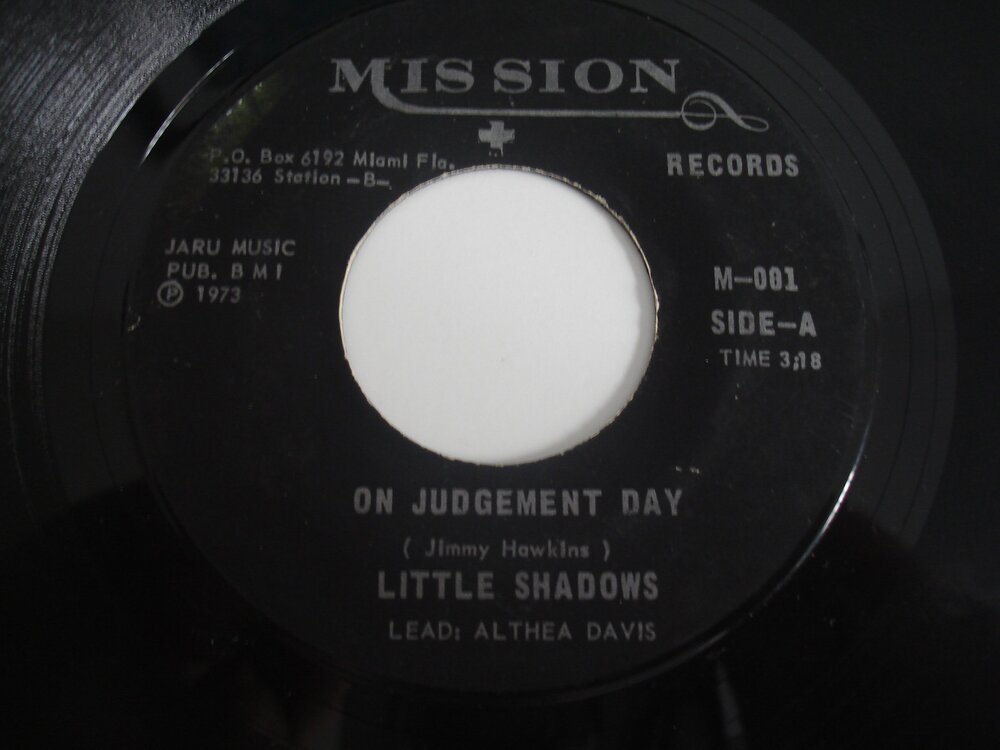 MISSION
RECORDS
P.O. Box 6192 Miami Fla.
33136 Station -B-
JARU MUSIC
PUB. BMI
Ⓟ 1973
M-001
SIDE-A
TIME 3;18
ON JUDGEMENT DAY
( Jimmy Hawkins )
LITTLE SHADOWS
LEAD: ALTHEA DAVIS